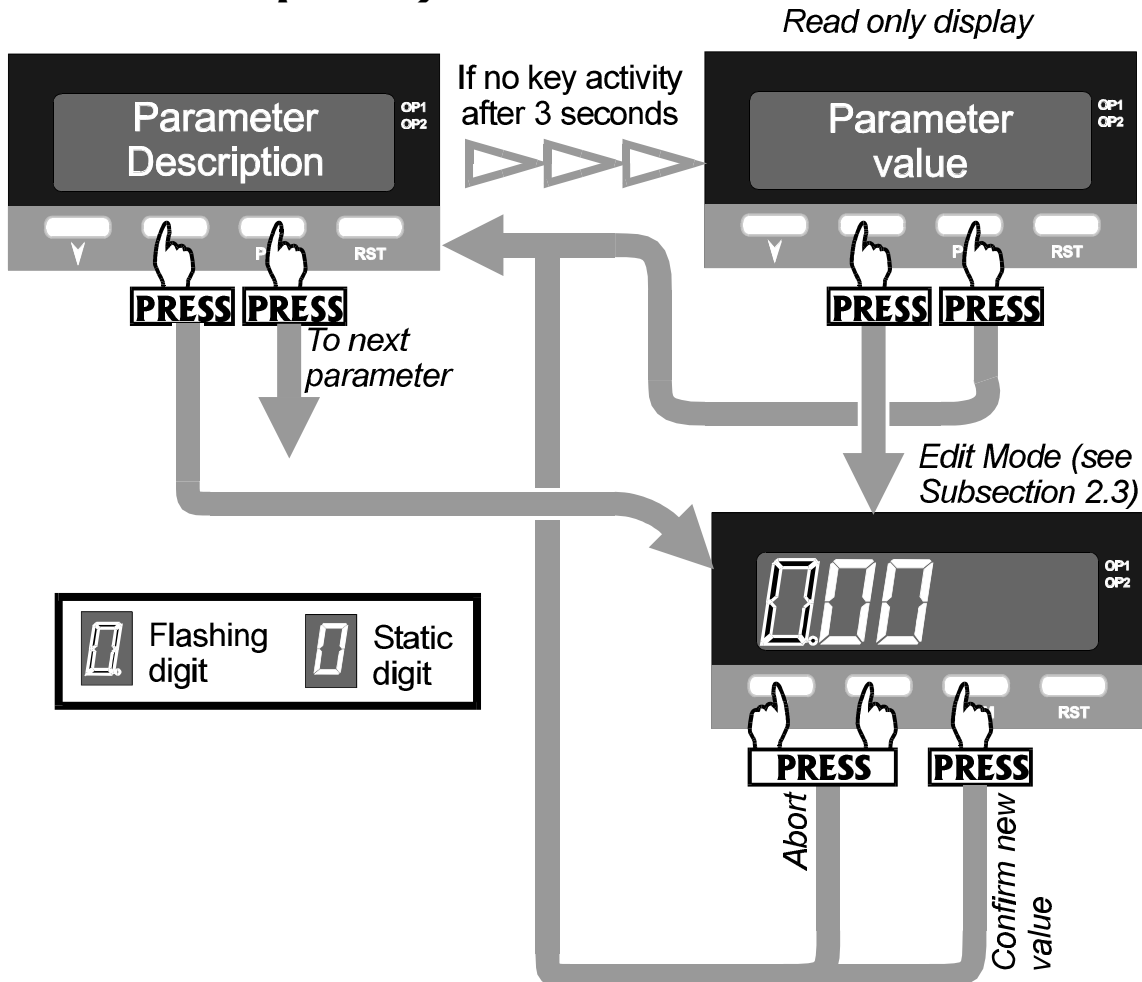 Read only display
Parameter
Description
OP1
OP2
If no key activity
after 3 seconds
Parameter
value
OP1
OP2
RST
RST
PRESS PRESS
PRESS PRESS
To next
parameter
Edit Mode (see
Subsection 2.3)
0.00
OP1
OP2
0. Flashing
digit
0 Static
digit
RST
PRESS
PRESS
Abort
Confirm new
value